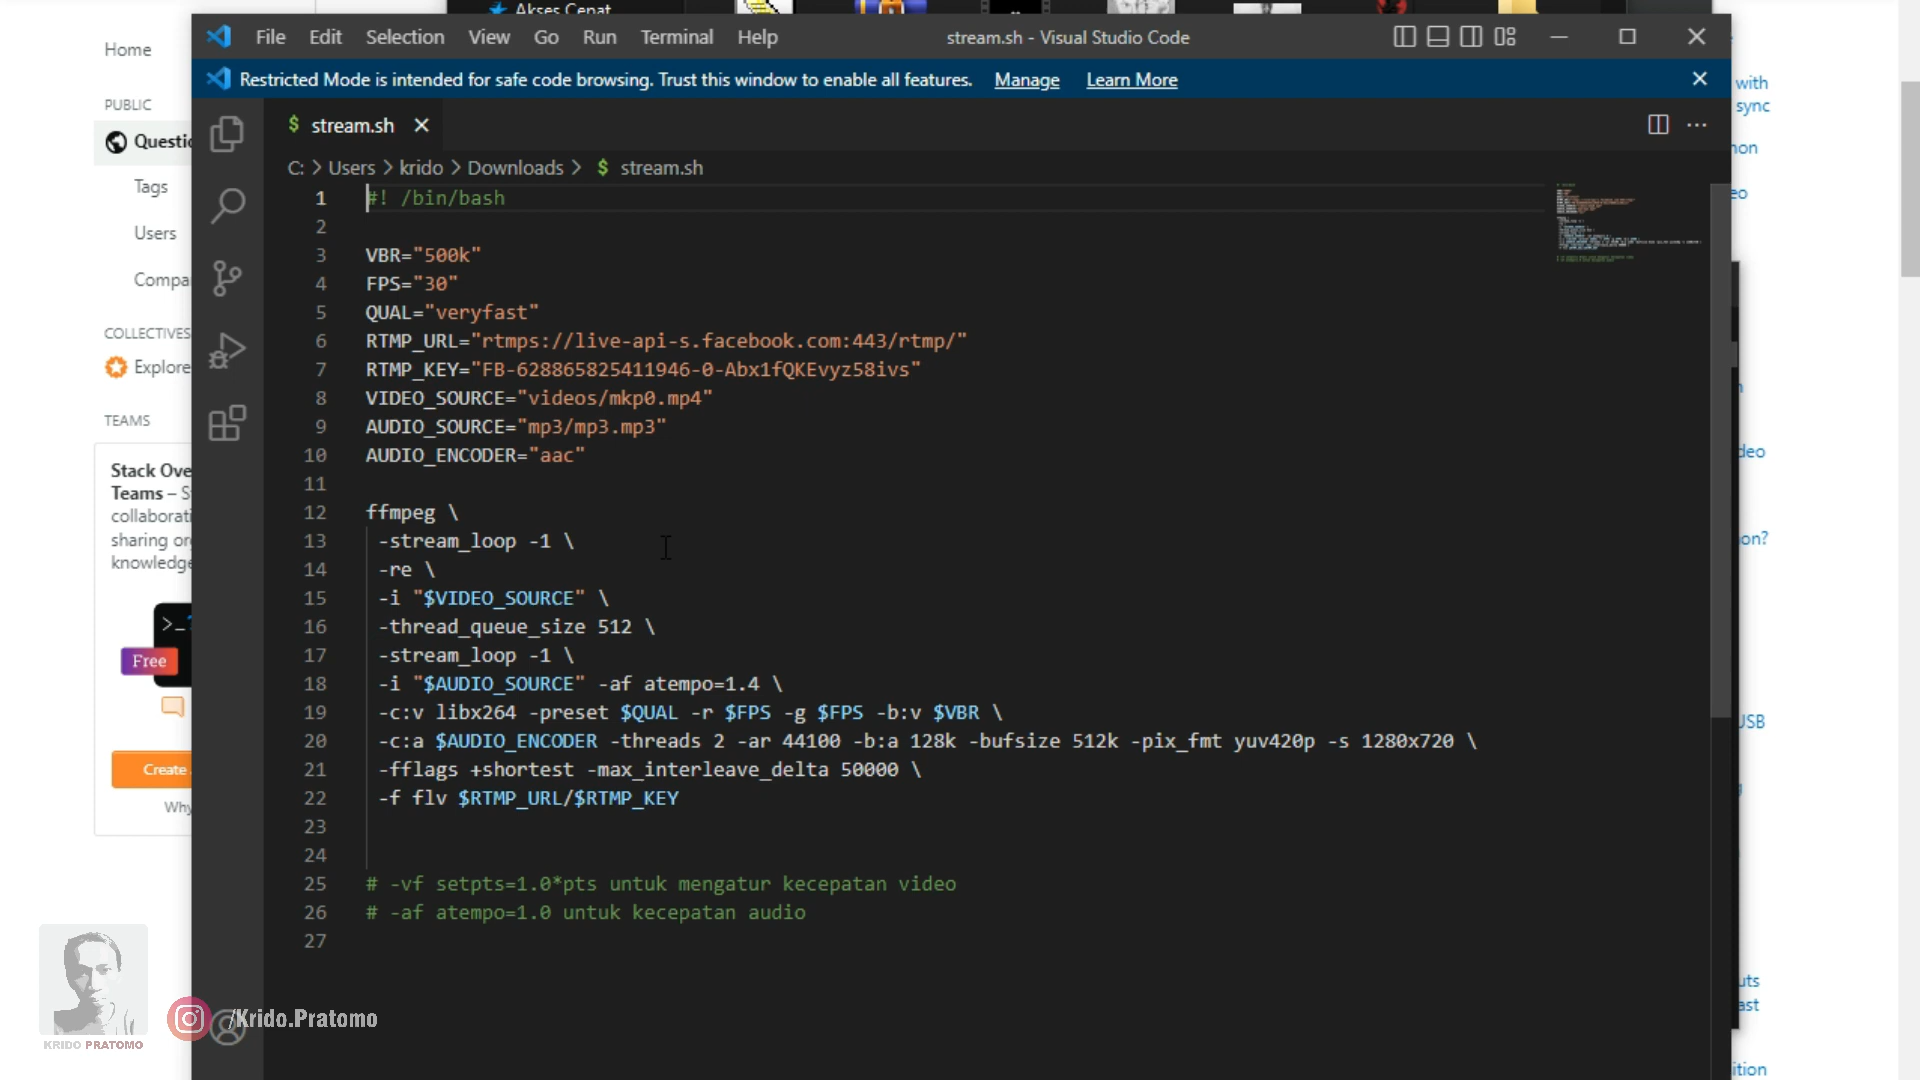 Akses Cepat
File Edit Selection View Go Run Terminal Help
stream.sh - Visual Studio Code
Restricted Mode is intended for safe code browsing. Trust this window to enable all features. Manage Learn More
$ stream.sh
C: > Users > krido > Downloads > $ stream.sh
1 #! /bin/bash
2
3 VBR="500k"
4 FPS="30"
5 QUAL="veryfast"
6 RTMP_URL="rtmps://live-api-s.facebook.com:443/rtmp/"
7 RTMP_KEY="FB-628865825411946-0-Abx1fQKEvyz58ivs"
8 VIDEO_SOURCE="videos/mkp0.mp4"
9 AUDIO_SOURCE="mp3/mp3.mp3"
10 AUDIO_ENCODER="aac"
11
12 ffmpeg \
13 -stream_loop -1 \
14 -re \
15 -i "$VIDEO_SOURCE" \
16 -thread_queue_size 512 \
17 -stream_loop -1 \
18 -i "$AUDIO_SOURCE" -af atempo=1.4 \
19 -c:v libx264 -preset $QUAL -r $FPS -g $FPS -b:v $VBR \
20 -c:a $AUDIO_ENCODER -threads 2 -ar 44100 -b:a 128k -bufsize 512k -pix_fmt yuv420p -s 1280x720 \
21 -fflags +shortest -max_interleave_delta 50000 \
22 -f flv $RTMP_URL/$RTMP_KEY
23
24
25 # -vf setpts=1.0*pts untuk mengatur kecepatan video
26 # -af atempo=1.0 untuk kecepatan audio
27
Home
PUBLIC
Questio
Tags
Users
Compa
COLLECTIVES
Explore
TEAMS
Stack Ove
Teams – S
collaborati
sharing or
knowledge
>_
Free
Create
Why
with
sync
USB
KRIDO PRATOMO
/Krido.Pratomo